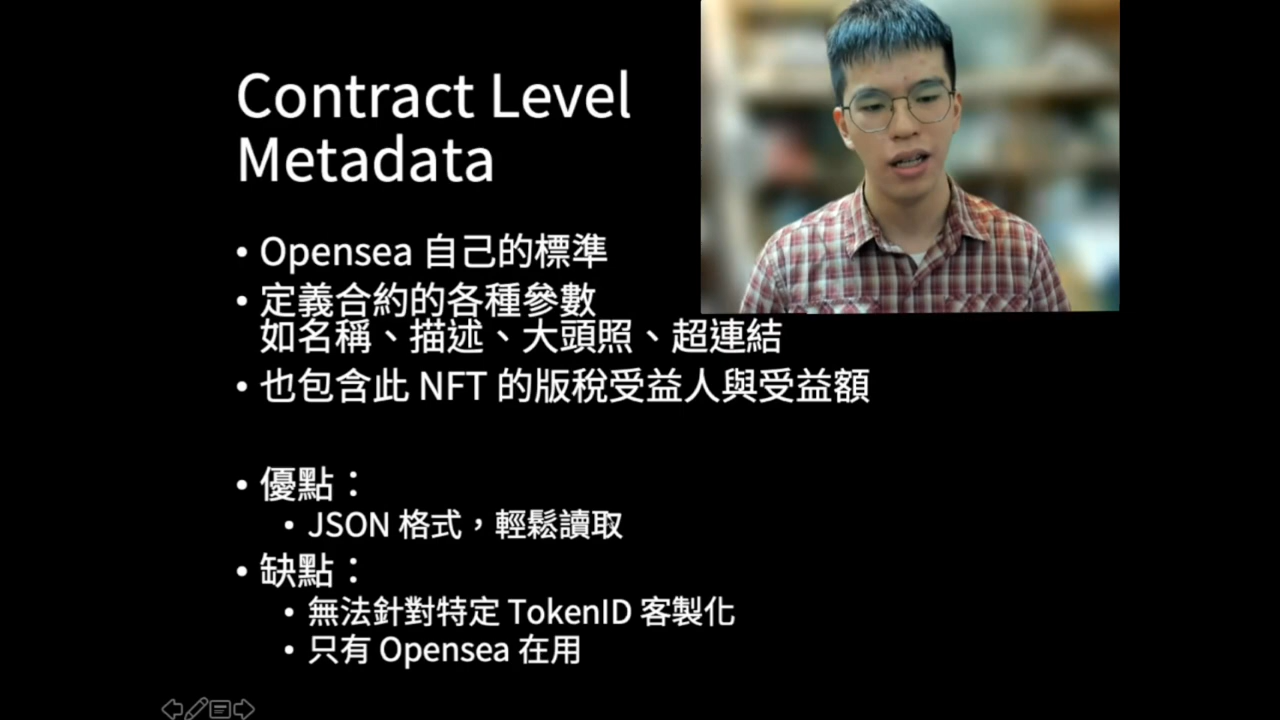 Contract Level
Metadata
• Opensea 自己的標準
• 定義合約的各種參數
如名稱、描述、大頭照、超連結
• 也包含此 NFT 的版稅受益人與受益額
• 優點：
• JSON 格式，輕鬆讀取
• 缺點：
• 無法針對特定 TokenID 客製化
• 只有 Opensea 在用